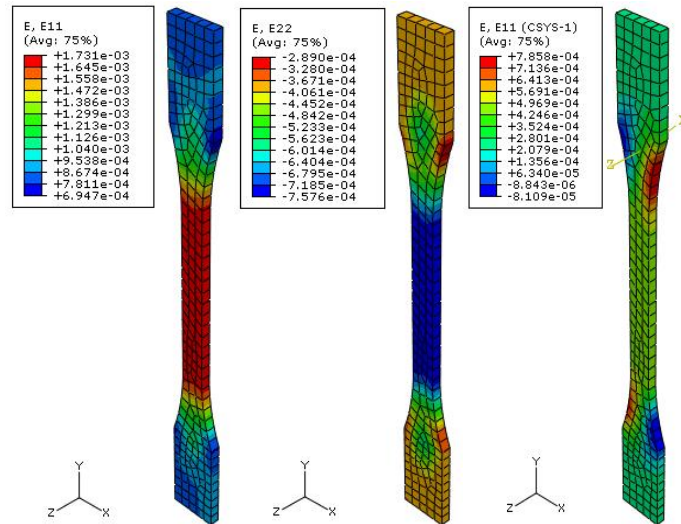 E, E11
(Avg: 75%)
+1.731e-03
+1.645e-03
+1.558e-03
+1.472e-03
+1.386e-03
+1.299e-03
+1.213e-03
+1.126e-03
+1.040e-03
+9.538e-04
+8.674e-04
+7.811e-04
+6.947e-04
E, E22
(Avg: 75%)
-2.890e-04
-3.280e-04
-3.671e-04
-4.061e-04
-4.452e-04
-4.842e-04
-5.233e-04
-5.623e-04
-6.014e-04
-6.404e-04
-6.795e-04
-7.185e-04
-7.576e-04
E, E11 (CSYS-1)
(Avg: 75%)
+7.858e-04
+7.136e-04
+6.413e-04
+5.691e-04
+4.969e-04
+4.246e-04
+3.524e-04
+2.801e-04
+2.079e-04
+1.356e-04
+6.340e-05
-8.843e-06
-8.109e-05
Z
Y
Z
X
Y
Z
X
Y
Z
X